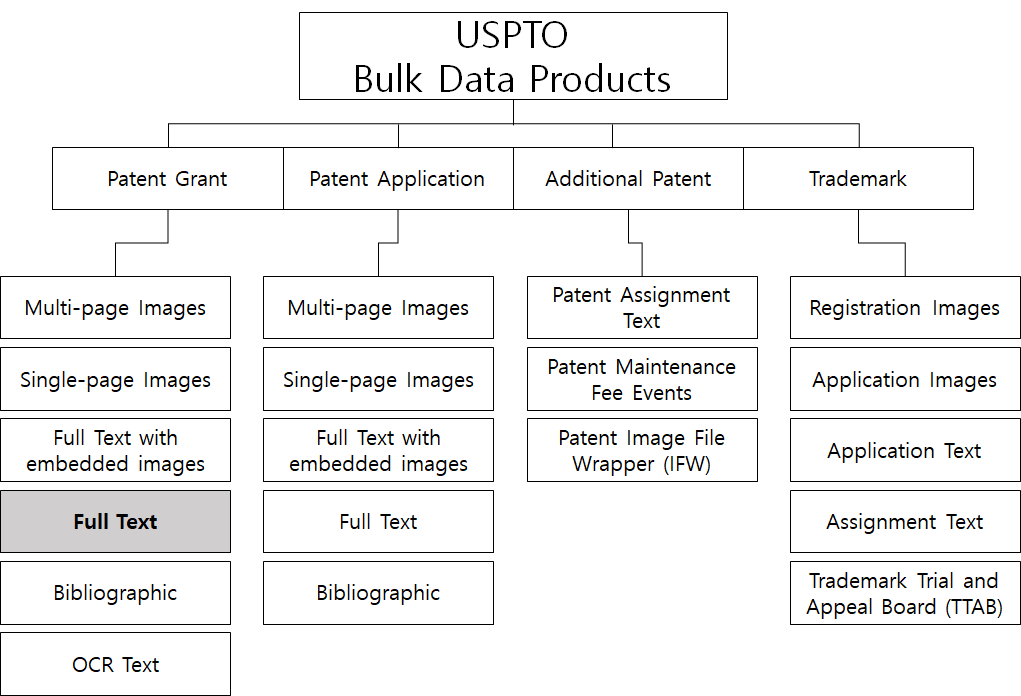 USPTO
Bulk Data Products
Patent Grant
Patent Application
Additional Patent
Trademark
Multi-page Images
Single-page Images
Full Text with
embedded images
Full Text
Bibliographic
OCR Text
Multi-page Images
Single-page Images
Full Text with
embedded images
Full Text
Bibliographic
Patent Assignment
Text
Patent Maintenance
Fee Events
Patent Image File
Wrapper (IFW)
Registration Images
Application Images
Application Text
Assignment Text
Trademark Trial and
Appeal Board (TTAB)